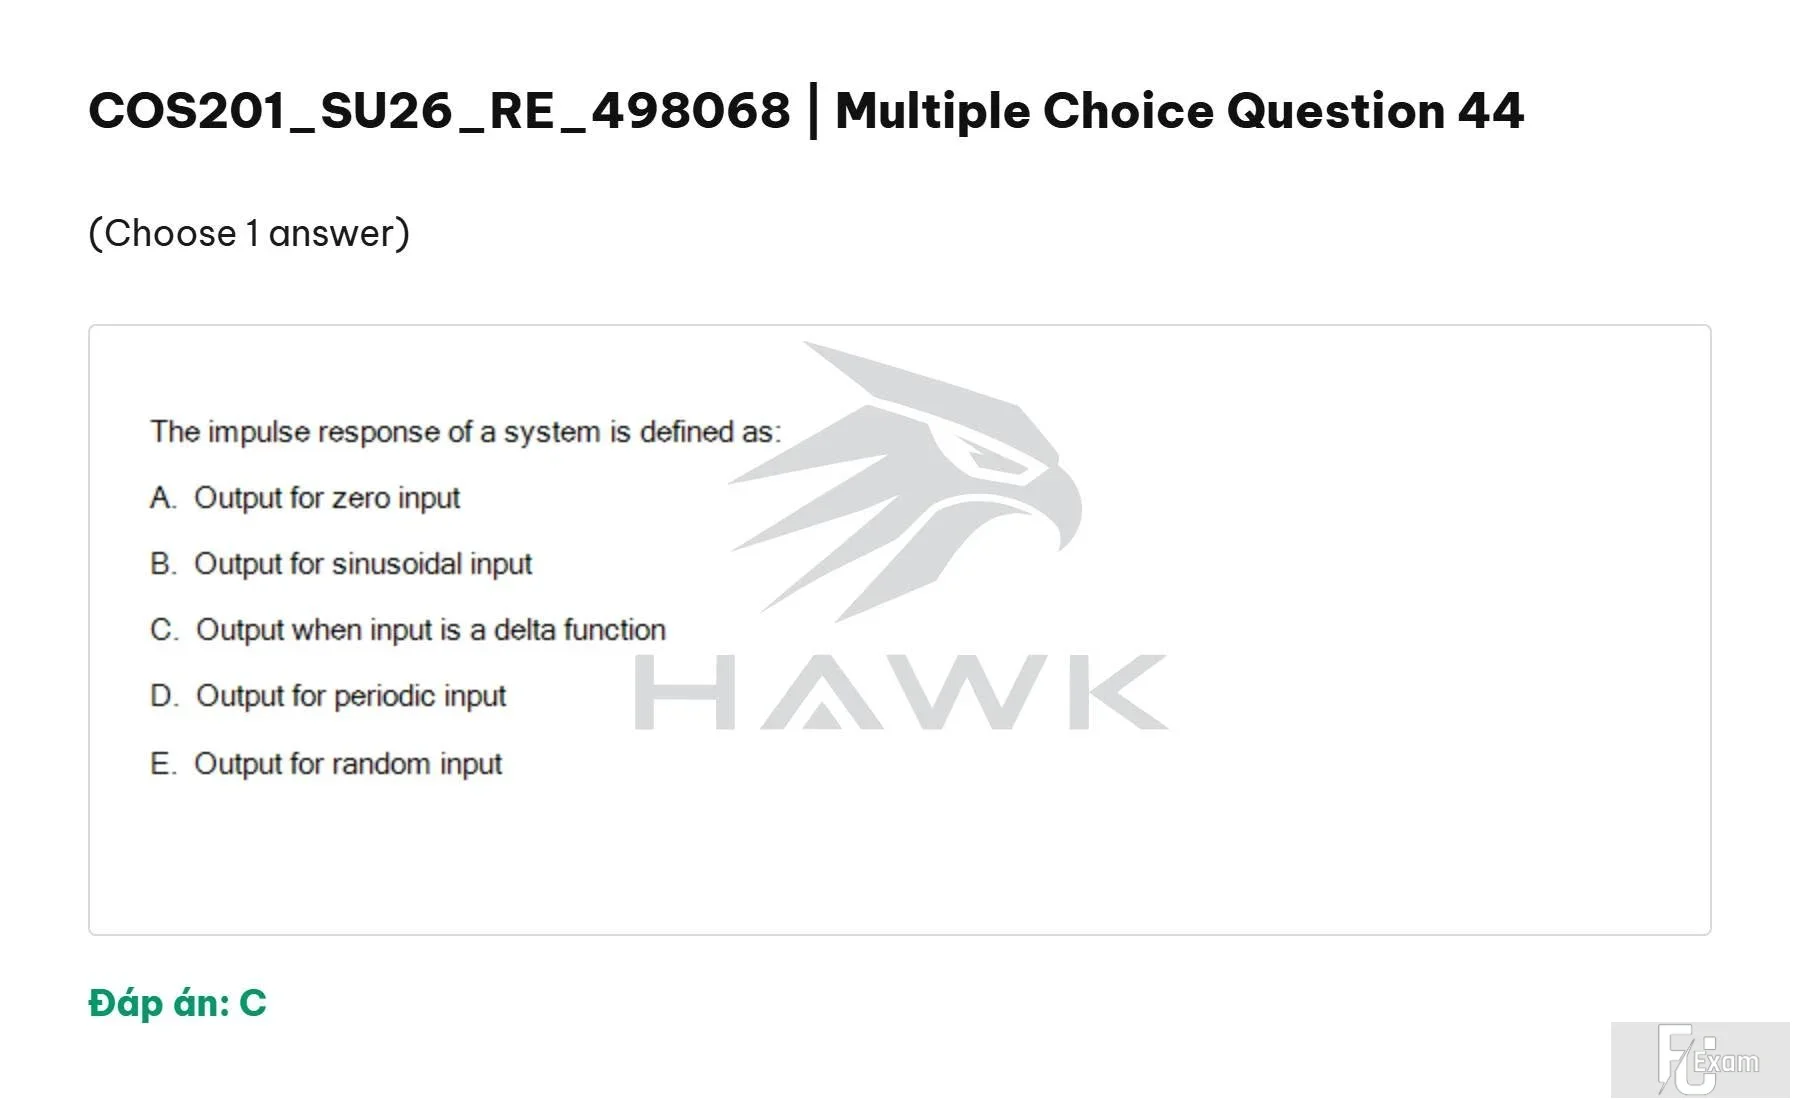 COS201_SU26_RE_498068 | Multiple Choice Question 44
(Choose 1 answer)
The impulse response of a system is defined as:
A. Output for zero input
B. Output for sinusoidal input
C. Output when input is a delta function
D. Output for periodic input
E. Output for random input
HAWK
Đáp án: C
FU Exam